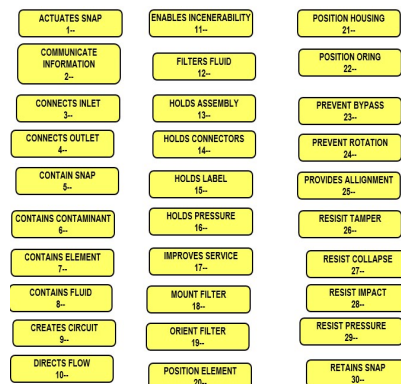 ACTUATES SNAP
1--
COMMUNICATE
INFORMATION
2--
CONNECTS INLET
3--
CONNECTS OUTLET
4--
CONTAIN SNAP
5--
CONTAINS CONTAMINANT
6--
CONTAINS ELEMENT
7--
CONTAINS FLUID
8--
CREATES CIRCUIT
9--
DIRECTS FLOW
10--
ENABLES INCENERABILITY
11--
FILTERS FLUID
12--
HOLDS ASSEMBLY
13--
HOLDS CONNECTORS
14--
HOLDS LABEL
15--
HOLDS PRESSURE
16--
IMPROVES SERVICE
17--
MOUNT FILTER
18--
ORIENT FILTER
19--
POSITION ELEMENT
20--
POSITION HOUSING
21--
POSITION ORING
22--
PREVENT BYPASS
23--
PREVENT ROTATION
24--
PROVIDES ALLIGNMENT
25--
RESISIT TAMPER
26--
RESIST COLLAPSE
27--
RESIST IMPACT
28--
RESIST PRESSURE
29--
RETAINS SNAP
30--